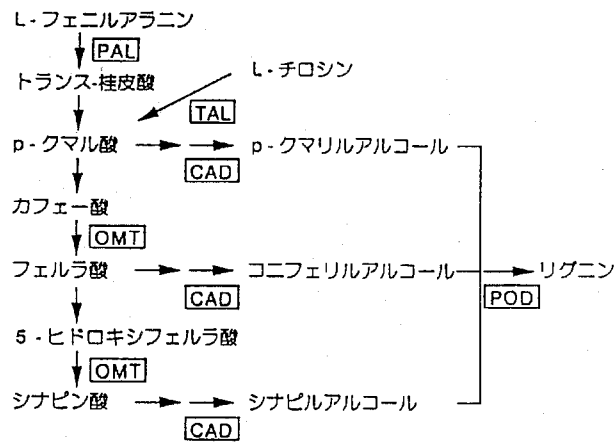 L-フェニルアラニン
PAL
トランス-桂皮酸
L-チロシン
TAL
p-クマル酸
p-クマリルアルコール
CAD
カフェー酸
OMT
フェルラ酸
コニフェリルアルコール
リグニン
CAD
POD
5-ヒドロキシフェルラ酸
OMT
シナピン酸
シナピルアルコール
CAD